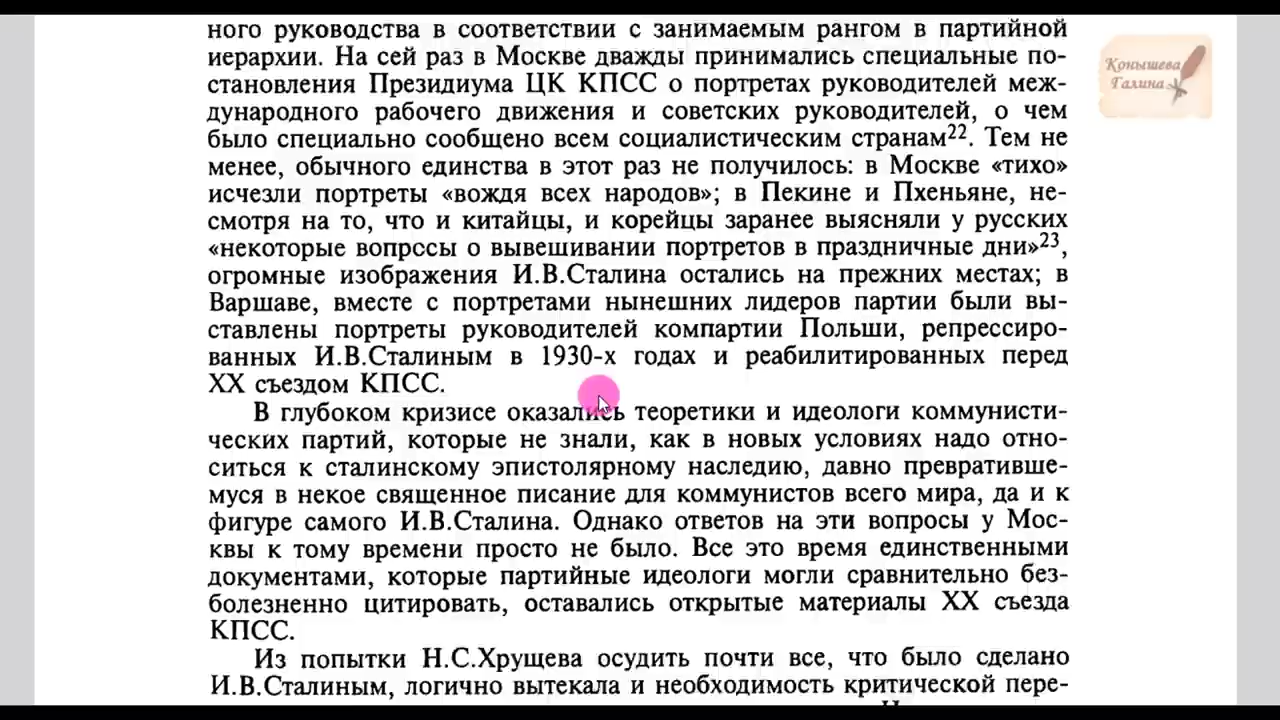 ного руководства в соответствии с занимаемым рангом в партийной
иерархии. На сей раз в Москве дважды принимались специальные по-
становления Президиума ЦК КПСС о портретах руководителей меж-
дународного рабочего движения и советских руководителей, о чем
было специально сообщено всем социалистическим странам22. Тем не
менее, обычного единства в этот раз не получилось: в Москве «тихо»
исчезли портреты «вождя всех народов»; в Пекине и Пхеньяне, не-
смотря на то, что и китайцы, и корейцы заранее выясняли у русских
«некоторые вопрссы о вывешивании портретов в праздничные дни»23,
огромные изображения И.В.Сталина остались на прежних местах; в
Варшаве, вместе с портретами нынешних лидеров партии были вы-
ставлены портреты руководителей компартии Польши, репрессиро-
ванных И.В.Сталиным в 1930-х годах и реабилитированных перед
XX съездом КПСС.
В глубоком кризисе оказались теоретики и идеологи коммунисти-
ческих партий, которые не знали, как в новых условиях надо отно-
ситься к сталинскому эпистолярному наследию, давно превративше-
муся в некое священное писание для коммунистов всего мира, да и к
фигуре самого И.В.Сталина. Однако ответов на эти вопросы у Мос-
квы к тому времени просто не было. Все это время единственными
документами, которые партийные идеологи могли сравнительно без-
болезненно цитировать, оставались открытые материалы XX съезда
КПСС.
Из попытки Н.С.Хрущева осудить почти все, что было сделано
И.В.Сталиным, логично вытекала и необходимость критической пере-
Конышева
Галина